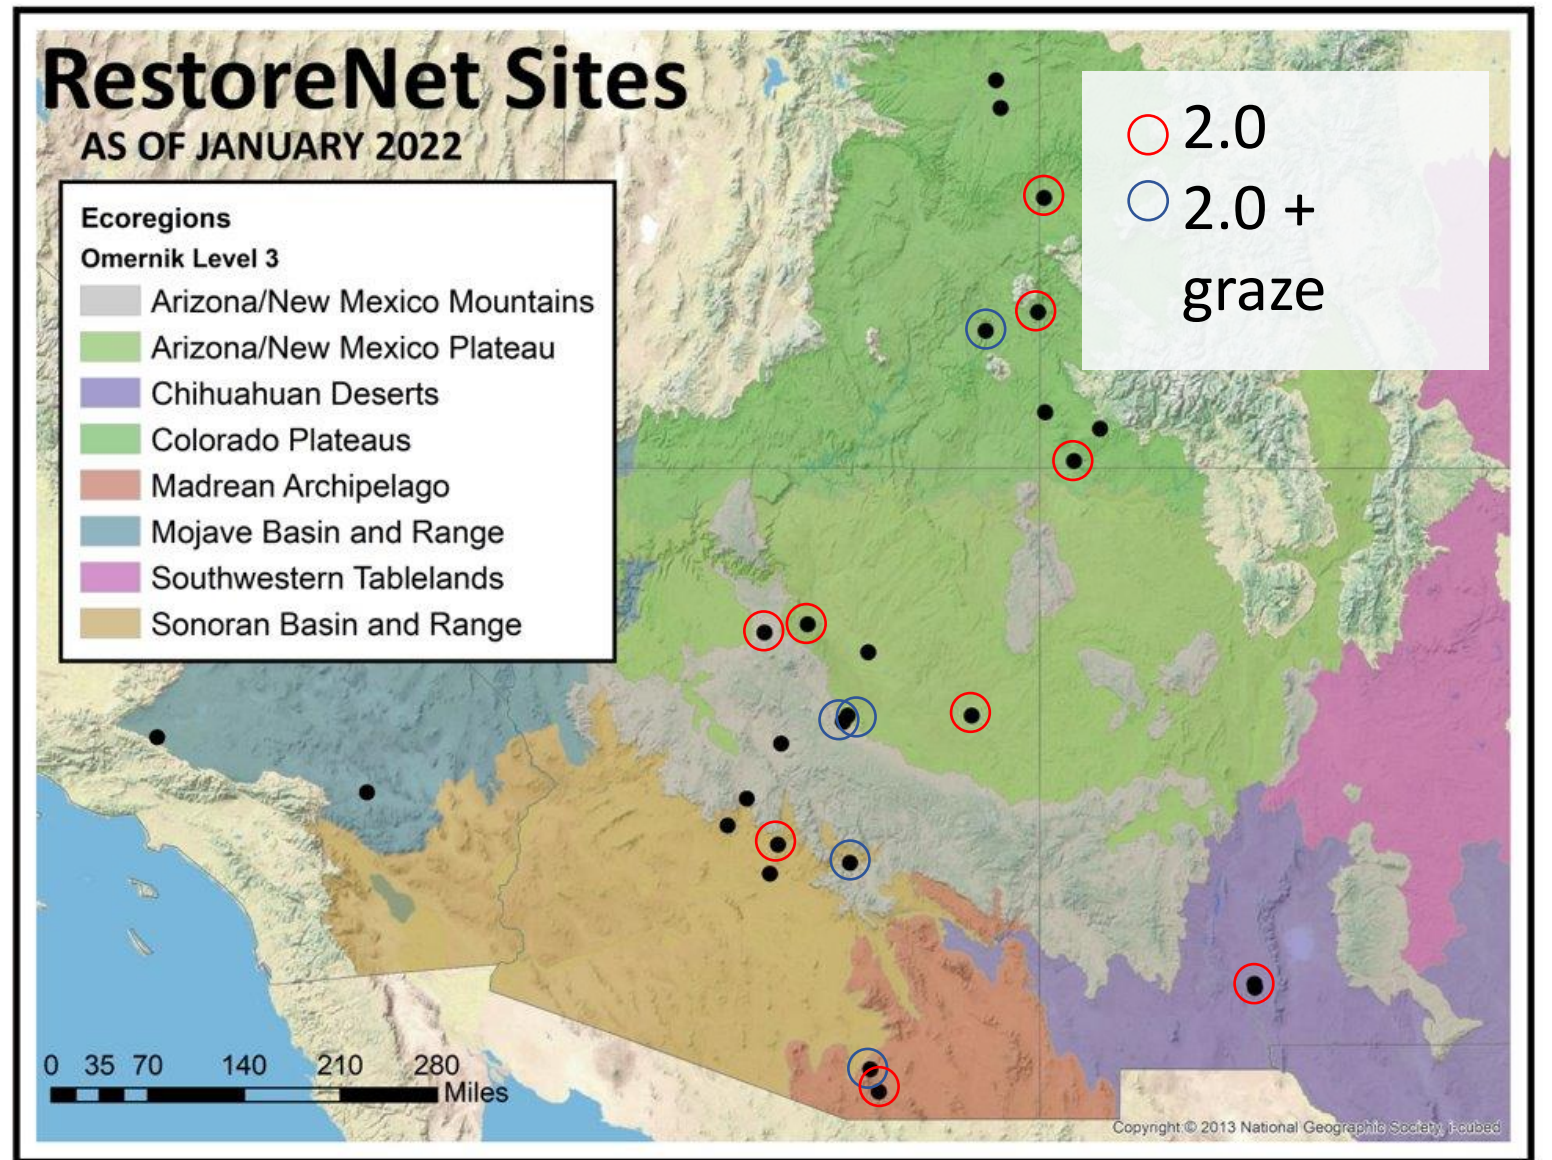 RestoreNet Sites
AS OF JANUARY 2022
2.0
2.0 +
graze
Ecoregions
Omernik Level 3
Arizona/New Mexico Mountains
Arizona/New Mexico Plateau
Chihuahuan Deserts
Colorado Plateaus
Madrean Archipelago
Mojave Basin and Range
Southwestern Tablelands
Sonoran Basin and Range
0 35 70 140 210 280
Miles
Copyright:© 2013 National Geographic Society, i-cubed